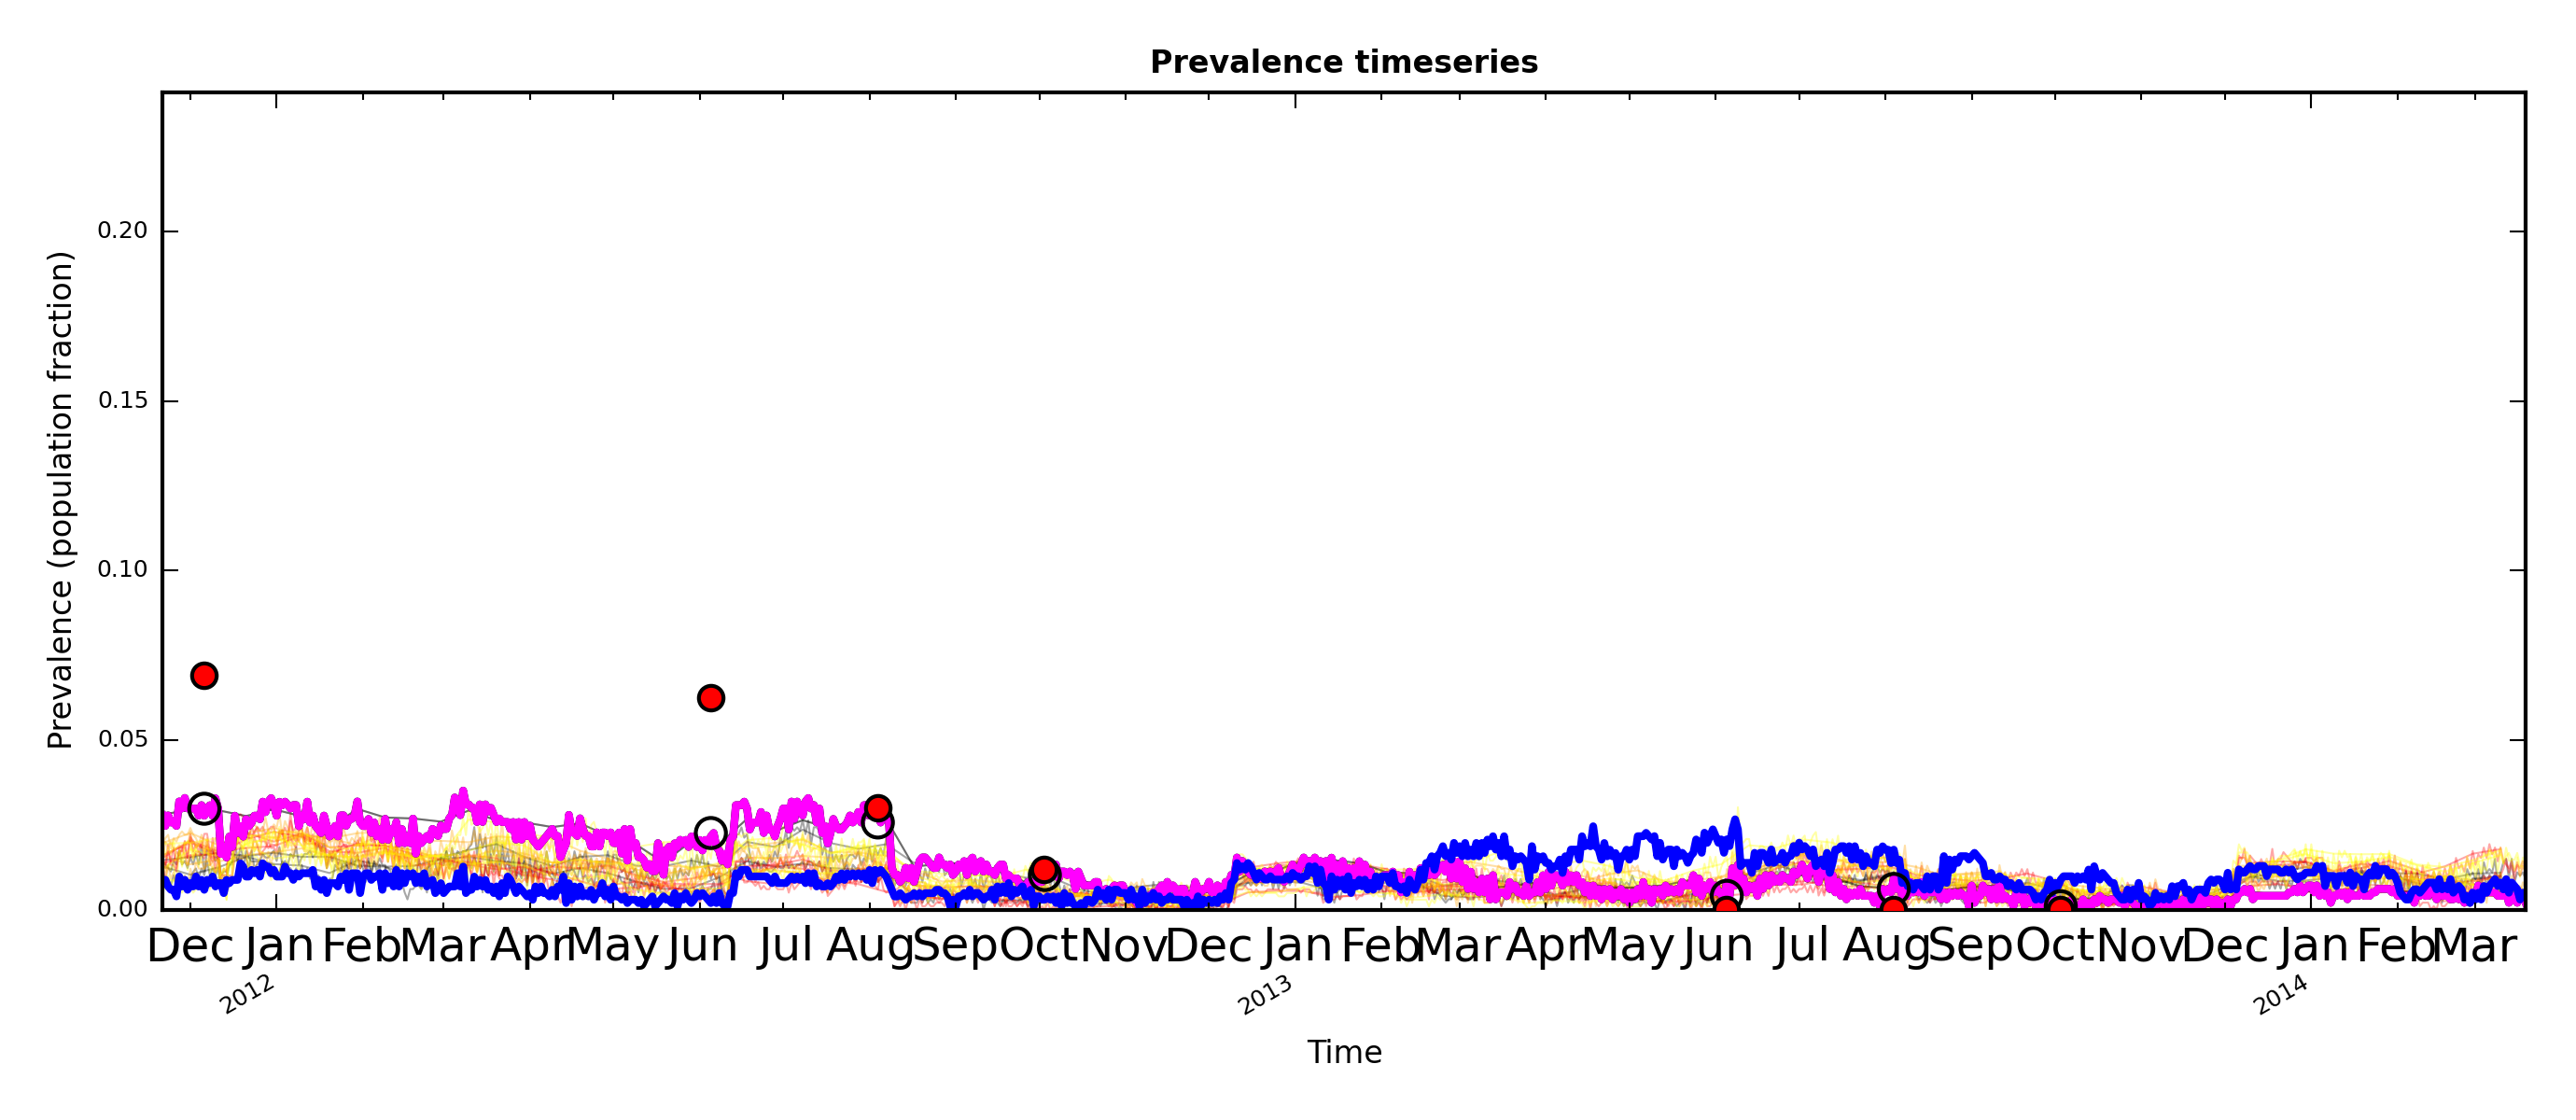 Prevalence timeseries
Prevalence (population fraction)
0.20
0.15
0.10
0.05
0.00
Dec Jan Feb Mar Apr May Jun Jul Aug Sep Oct Nov Dec Jan Feb Mar Apr May Jun Jul Aug Sep Oct Nov Dec Jan Feb Mar
2012 2013 2014
Time